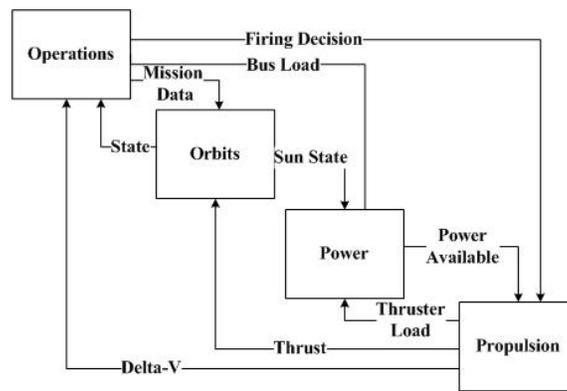 Firing Decision
Operations
Bus Load
Mission
Data
State
Orbits
Sun State
Power
Power
Available
Thruster
Load
Propulsion
Thrust
Delta-V